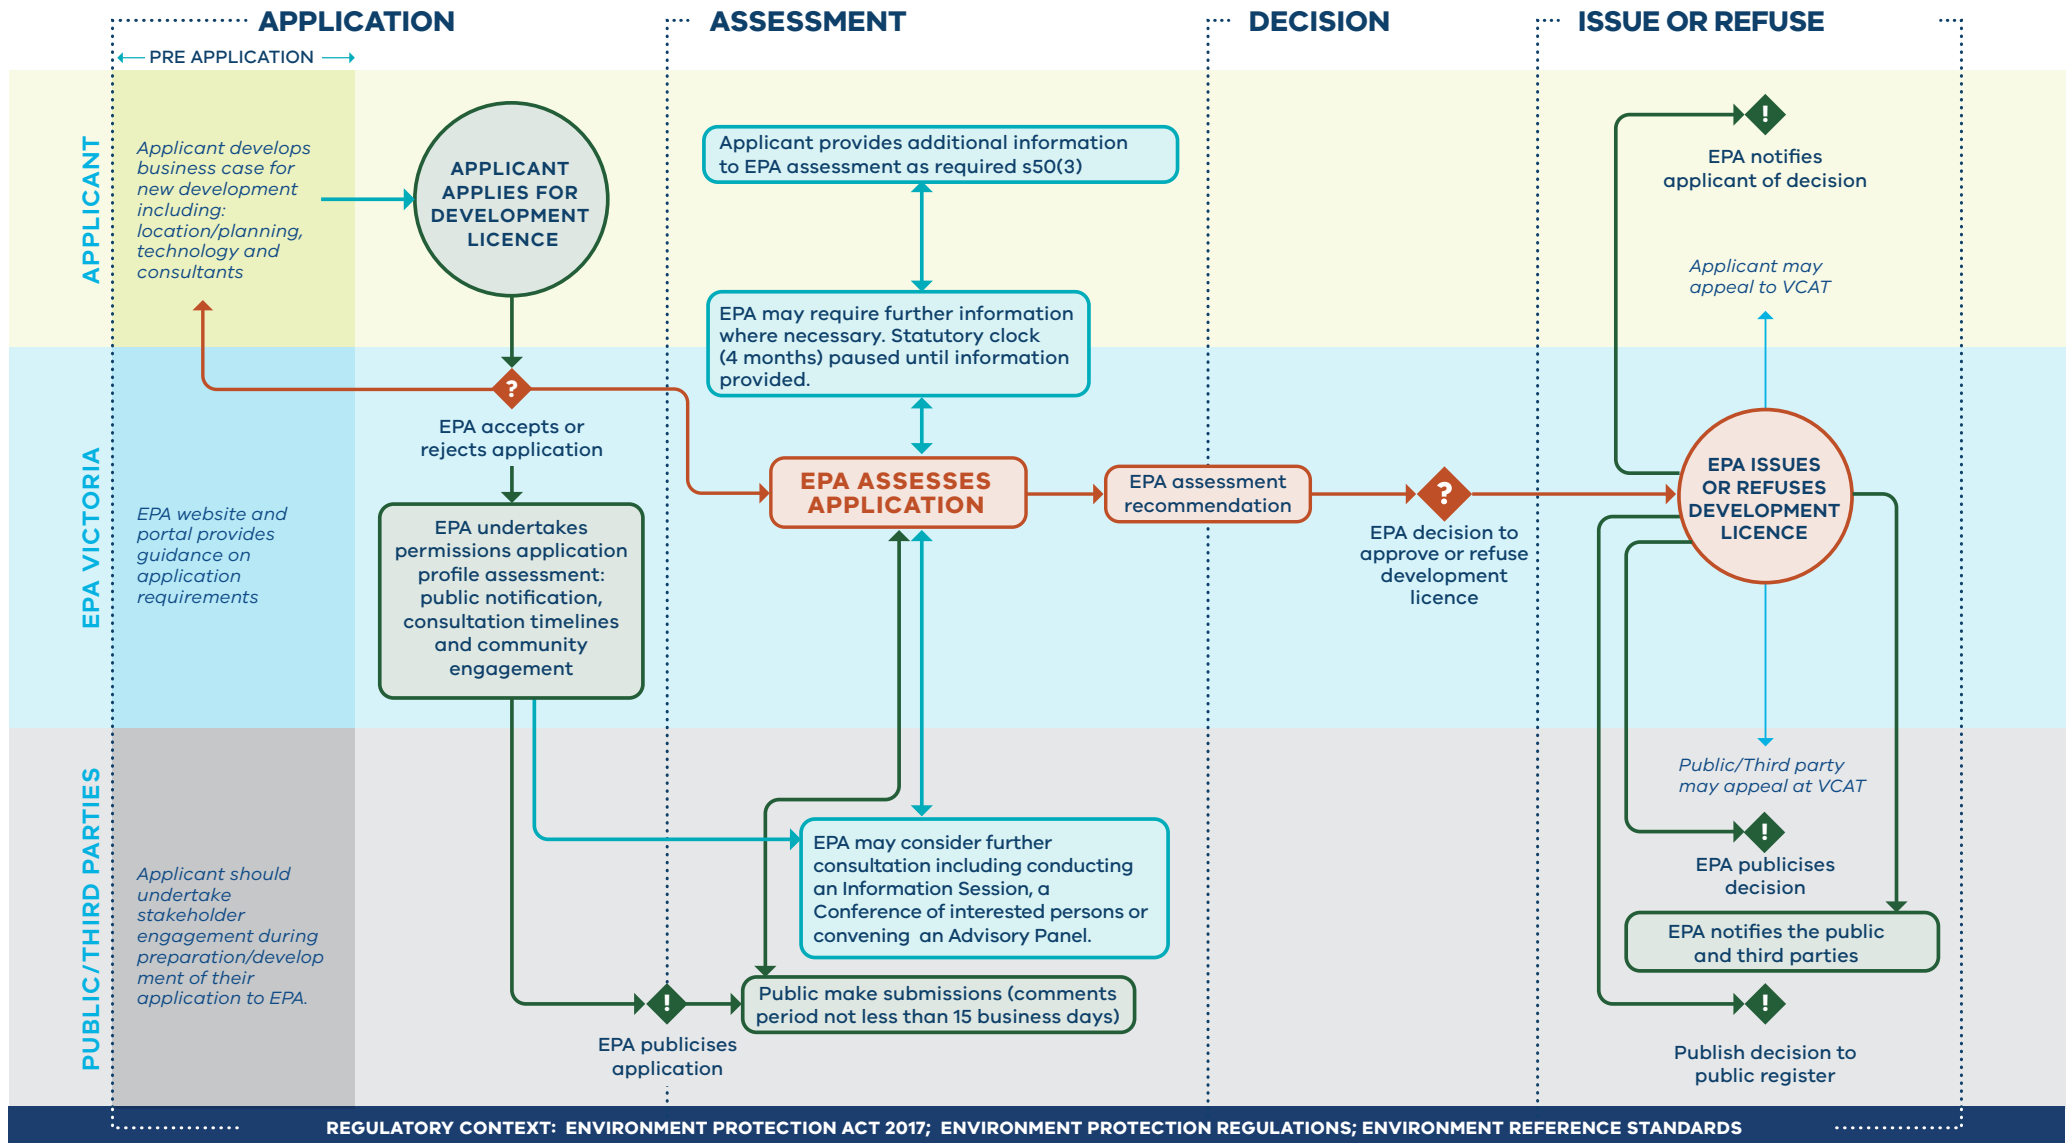 APPLICATION
ASSESSMENT
DECISION
ISSUE OR REFUSE
PRE APPLICATION
APPLICANT
Applicant develops
business case for
new development
including:
location/planning,
technology and
consultants
APPLICANT
APPLIES FOR
DEVELOPMENT
LICENCE
Applicant provides additional information
to EPA assessment as required s50(3)
EPA may require further information
where necessary. Statutory clock
(4 months) paused until information
provided.
!
EPA notifies
applicant of decision
Applicant may
appeal to VCAT
EPA VICTORIA
EPA website and
portal provides
guidance on
application
requirements
?
EPA accepts or
rejects application
EPA undertakes
permissions application
profile assessment:
public notification,
consultation timelines
and community
engagement
EPA ASSESSES
APPLICATION
EPA assessment
recommendation
?
EPA decision to
approve or refuse
development
licence
EPA ISSUES
OR REFUSES
DEVELOPMENT
LICENCE
PUBLIC/THIRD PARTIES
Applicant should
undertake
stakeholder
engagement during
preparation/develop
ment of their
application to EPA.
!
EPA publicises
application
EPA may consider further
consultation including conducting
an Information Session, a
Conference of interested persons or
convening an Advisory Panel.
Public make submissions (comments
period not less than 15 business days)
Public/Third party
may appeal at VCAT
!
EPA publicises
decision
EPA notifies the public
and third parties
!
Publish decision to
public register
REGULATORY CONTEXT: ENVIRONMENT PROTECTION ACT 2017; ENVIRONMENT PROTECTION REGULATIONS; ENVIRONMENT REFERENCE STANDARDS